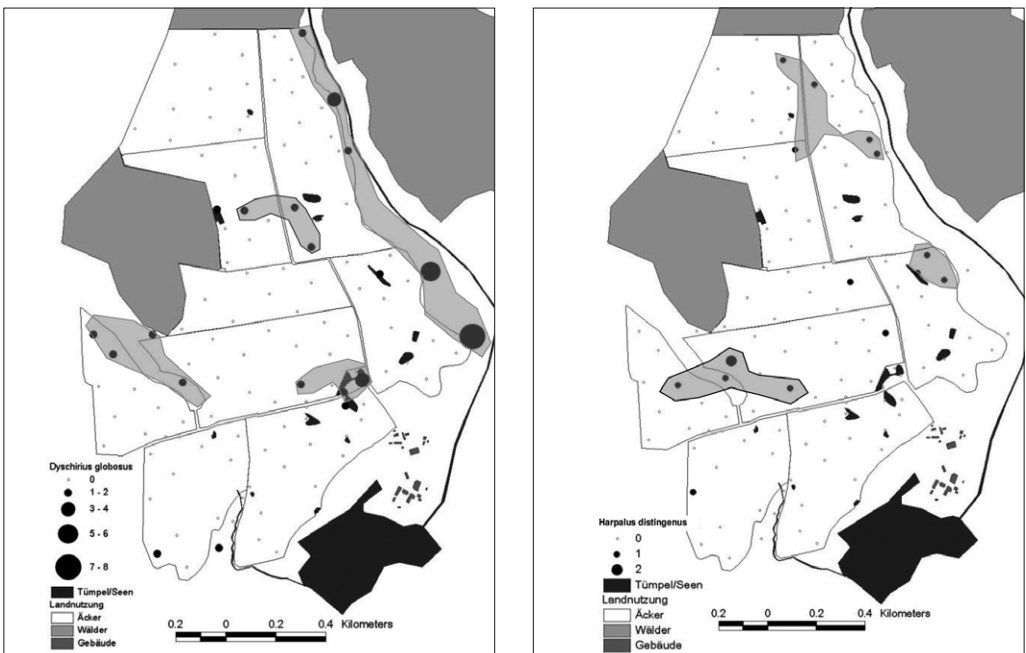 Dyschirius globosus
0
1 - 2
3 - 4
5 - 6
7 - 8
Tümpel/Seen
Landnutzung
Äcker
Wälder
Gebäude
0.2 0 0.2 0.4 Kilometers
Harpalus distingenus
0
1
2
Tümpel/Seen
Landnutzung
Äcker
Wälder
Gebäude
0.2 0 0.2 0.4 Kilometers